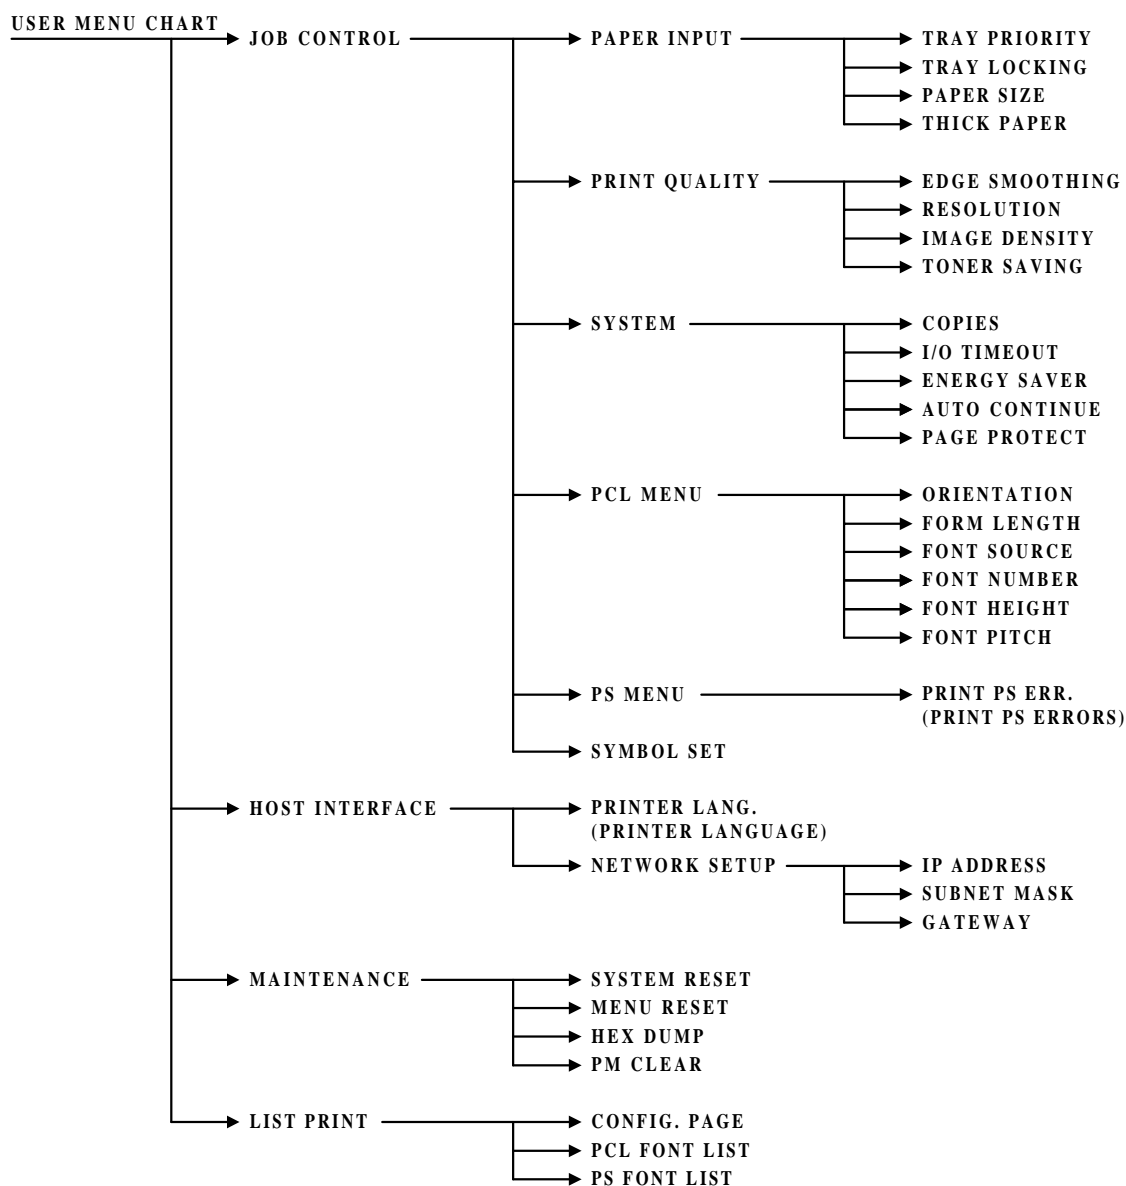 USER MENU CHART
JOB CONTROL
PAPER INPUT
TRAY PRIORITY
TRAY LOCKING
PAPER SIZE
THICK PAPER
PRINT QUALITY
EDGE SMOOTHING
RESOLUTION
IMAGE DENSITY
TONER SAVING
SYSTEM
COPIES
I/O TIMEOUT
ENERGY SAVER
AUTO CONTINUE
PAGE PROTECT
PCL MENU
ORIENTATION
FORM LENGTH
FONT SOURCE
FONT NUMBER
FONT HEIGHT
FONT PITCH
PS MENU
PRINT PS ERR.
(PRINT PS ERRORS)
SYMBOL SET
HOST INTERFACE
PRINTER LANG.
(PRINTER LANGUAGE)
NETWORK SETUP
IP ADDRESS
SUBNET MASK
GATEWAY
MAINTENANCE
SYSTEM RESET
MENU RESET
HEX DUMP
PM CLEAR
LIST PRINT
CONFIG. PAGE
PCL FONT LIST
PS FONT LIST